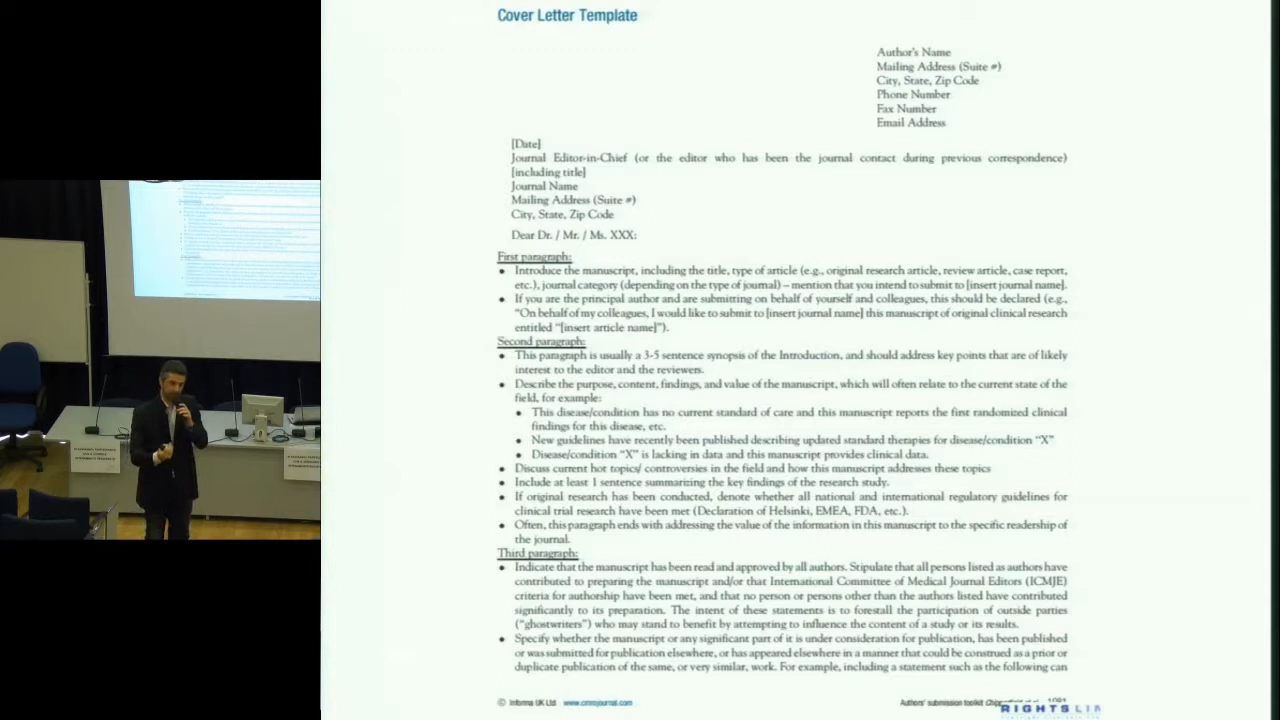 Cover Letter Template
Author's Name
Mailing Address (Suite #)
City, State, Zip Code
Phone Number
Fax Number
Email Address
[Date]
Journal Editor-in-Chief (or the editor who has been the journal contact during previous correspondence)
[including title]
Journal Name
Mailing Address (Suite #)
City, State, Zip Code
Dear Dr. / Mr. / Ms. XXX:
First paragraph:
• Introduce the manuscript, including the title, type of article (e.g., original research article, review article, case report,
etc.), journal category (depending on the type of journal) – mention that you intend to submit to [insert journal name].
• If you are the principal author and are submitting on behalf of yourself and colleagues, this should be declared (e.g.,
"On behalf of my colleagues, I would like to submit to [insert journal name] this manuscript of original clinical research
entitled "[insert article name]").
Second paragraph:
• This paragraph is usually a 3-5 sentence synopsis of the Introduction, and should address key points that are of likely
interest to the editor and the reviewers.
• Describe the purpose, content, findings, and value of the manuscript, which will often relate to the current state of the
field, for example:
• This disease/condition has no current standard of care and this manuscript reports the first randomized clinical
findings for this disease, etc.
• New guidelines have recently been published describing updated standard therapies for disease/condition "X"
• Disease/condition "X" is lacking in data and this manuscript provides clinical data.
• Discuss current hot topics/ controversies in the field and how this manuscript addresses these topics
• Include at least 1 sentence summarizing the key findings of the research study.
• If original research has been conducted, denote whether all national and international regulatory guidelines for
clinical trial research have been met (Declaration of Helsinki, EMEA, FDA, etc.).
• Often, this paragraph ends with addressing the value of the information in this manuscript to the specific readership of
the journal.
Third paragraph:
• Indicate that the manuscript has been read and approved by all authors. Stipulate that all persons listed as authors have
contributed to preparing the manuscript and/or that International Committee of Medical Journal Editors (ICMJE)
criteria for authorship have been met, and that no person or persons other than the authors listed have contributed
significantly to its preparation. The intent of these statements is to forestall the participation of outside parties
("ghostwriters") who may stand to benefit by attempting to influence the content of a study or its results.
• Specify whether the manuscript or any significant part of it is under consideration for publication, has been published
or was submitted for publication elsewhere, or has appeared elsewhere in a manner that could be construed as a prior or
duplicate publication of the same, or very similar, work. For example, including a statement such as the following can
© Informa UK Ltd www.cmrojournal.com
Authors' submission toolkit
RIGHTSLIN